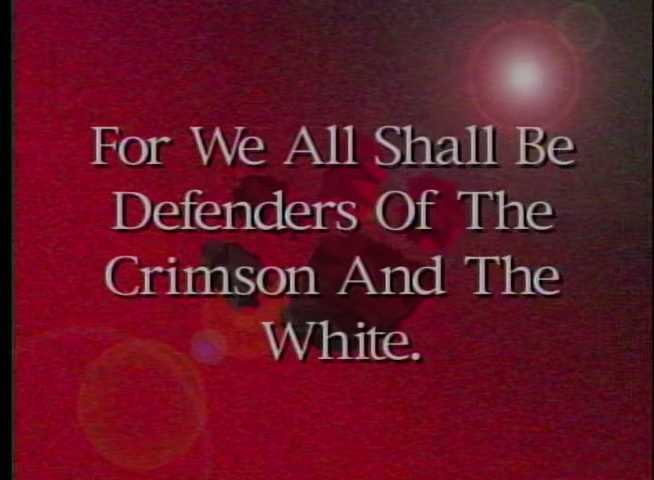 For We All Shall Be
Defenders Of The
Crimson And The
White.